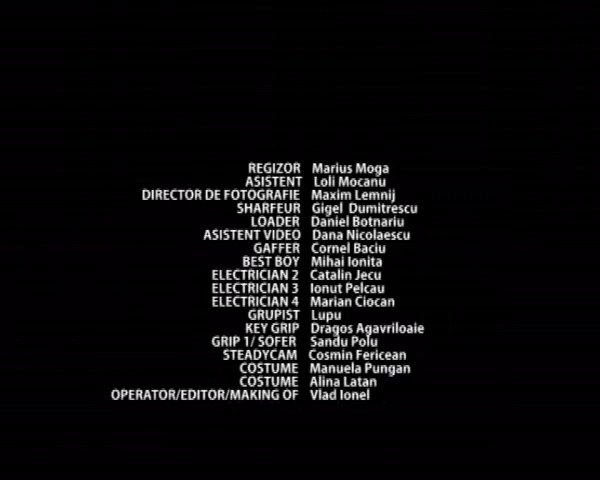 REGIZOR Marius Moga
ASISTENT Loli Mocanu
DIRECTOR DE FOTOGRAFIE Maxim Lemnij
SHARFEUR Gigel Dumitrescu
LOADER Daniel Botnariu
ASISTENT VIDEO Dana Nicolaescu
GAFFER Cornel Baciu
BEST BOY Mihai Ionita
ELECTRICIAN 2 Catalin Jecu
ELECTRICIAN 3 Ionut Pelcau
ELECTRICIAN 4 Marian Ciocan
GRUPIST Lupu
KEY GRIP Dragos Agavriloaie
GRIP 1/ SOFER Sandu Polu
STEADYCAM Cosmin Fericean
COSTUME Manuela Pungan
COSTUME Alina Latan
OPERATOR/EDITOR/MAKING OF Vlad Ionel